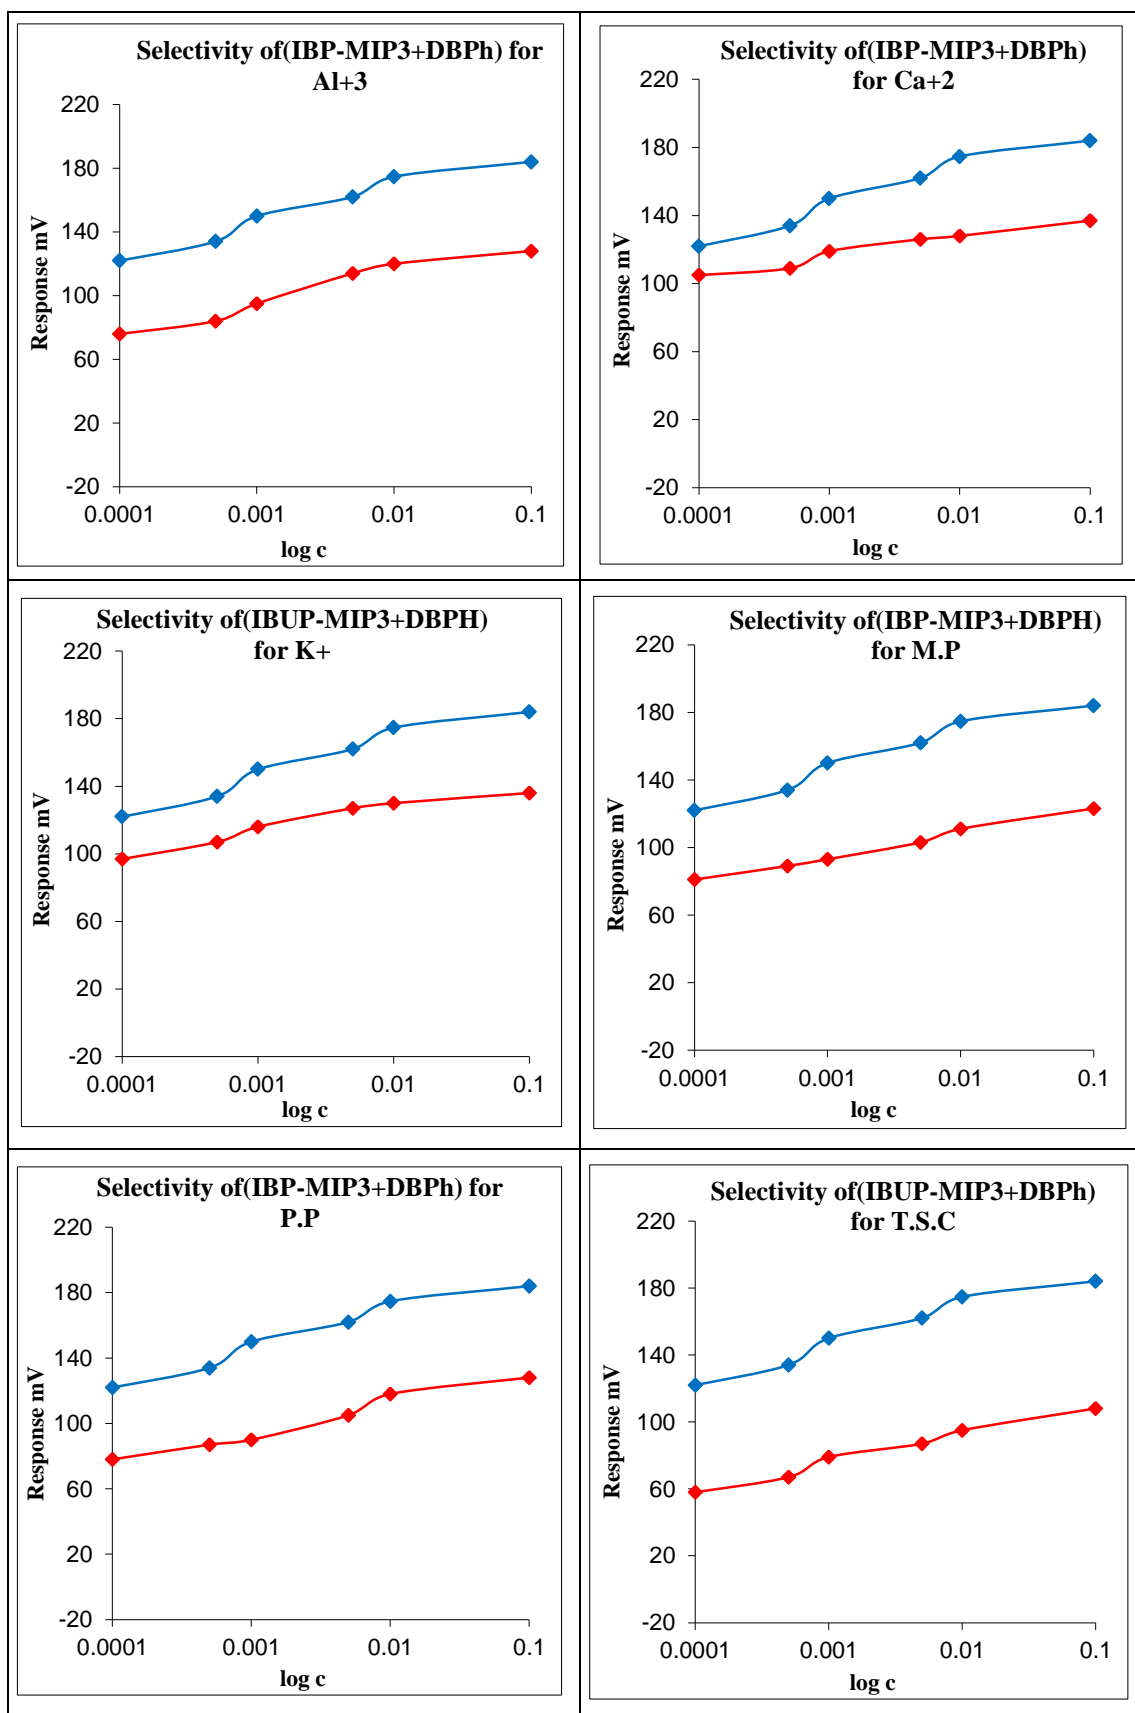 Selectivity of(IBP-MIP3+DBPh) for
Al+3
220
180
140
100
60
20
-20
Response mV
0.0001 0.001 0.01 0.1
log c
Selectivity of(IBP-MIP3+DBPh)
for Ca+2
220
180
140
100
60
20
-20
Response mV
0.0001 0.001 0.01 0.1
log c
Selectivity of(IBUP-MIP3+DBPH)
for K+
220
180
140
100
60
20
-20
Response mV
0.0001 0.001 0.01 0.1
log c
Selectivity of(IBP-MIP3+DBPH)
for M.P
220
180
140
100
60
20
-20
Response mV
0.0001 0.001 0.01 0.1
log c
Selectivity of(IBP-MIP3+DBPh) for
P.P
220
180
140
100
60
20
-20
Response mV
0.0001 0.001 0.01 0.1
log c
Selectivity of(IBUP-MIP3+DBPh)
for T.S.C
220
180
140
100
60
20
-20
Response mV
0.0001 0.001 0.01 0.1
log c